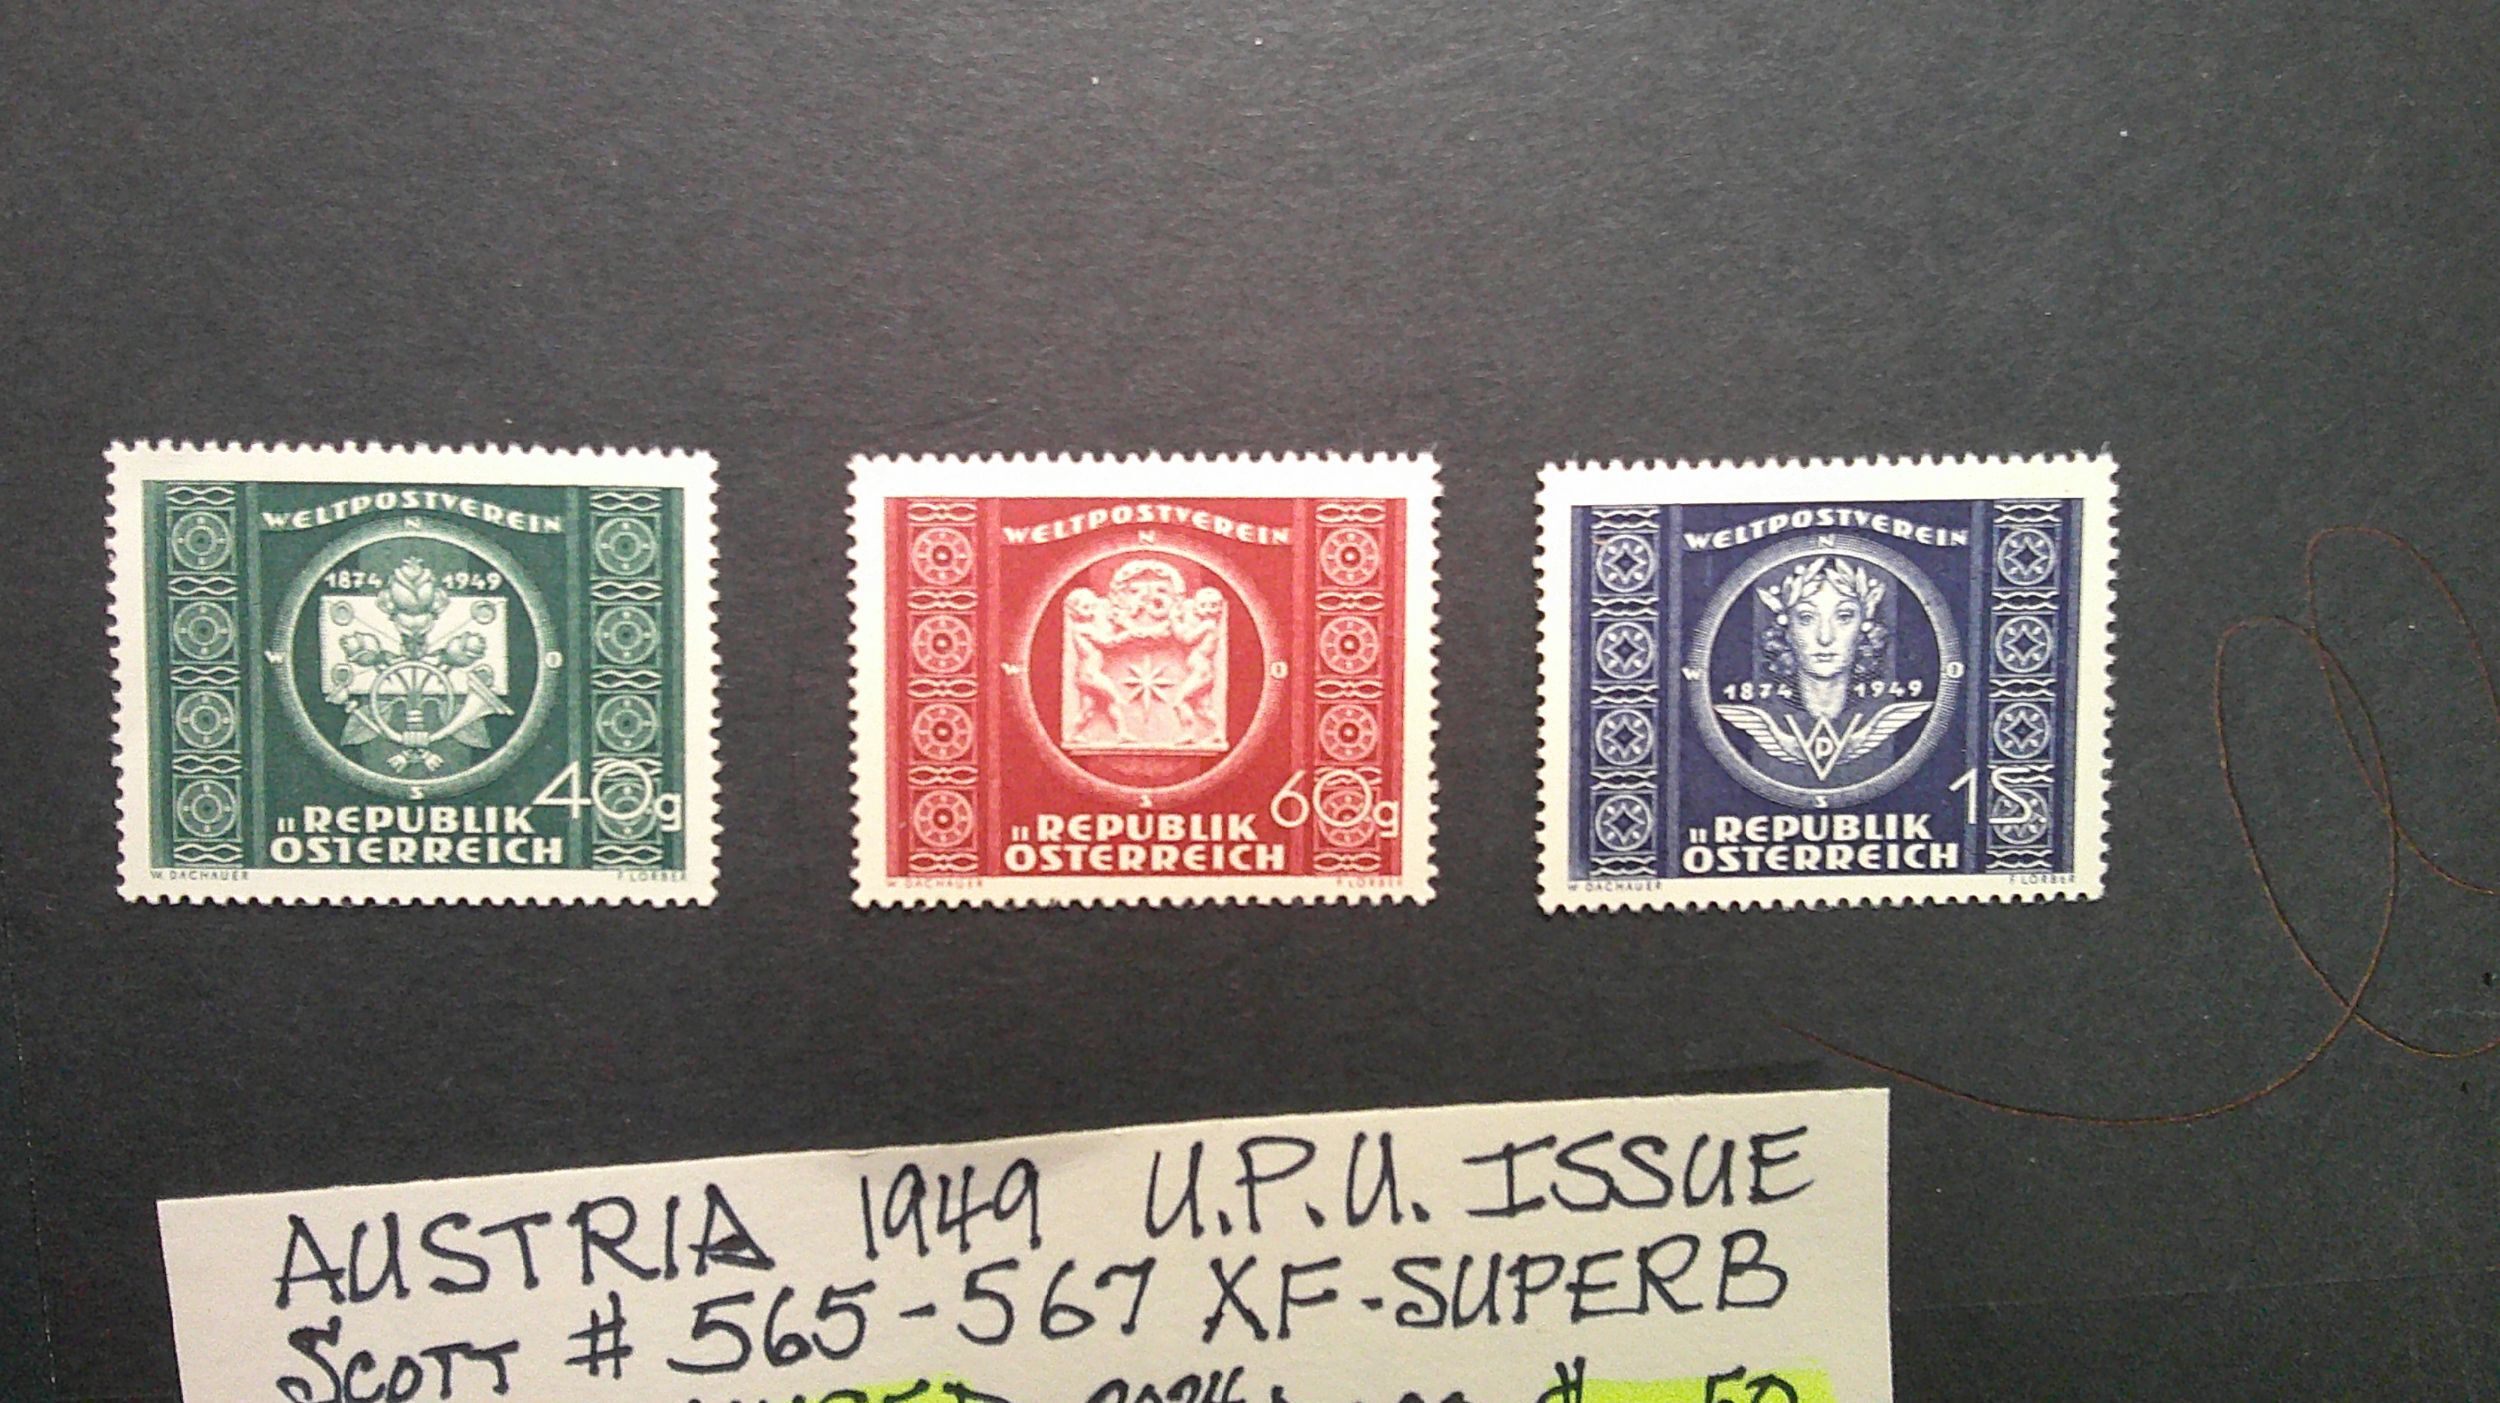 WELTPOSTVEREIN
N
1874 1949
W O
S
40g
REPUBLIK
ÖSTERREICH
W. DACHAUER F. LORBER
WELTPOSTVEREIN
N
W O
S
60g
REPUBLIK
ÖSTERREICH
W. DACHAUER F. LORBER
WELTPOSTVEREIN
N
W O
1874 1949
P
S
1S
REPUBLIK
ÖSTERREICH
W. DACHAUER F. LORBER
AUSTRIA 1949 U.P.U. ISSUE
SCOTT # 565-567 XF-SUPERB